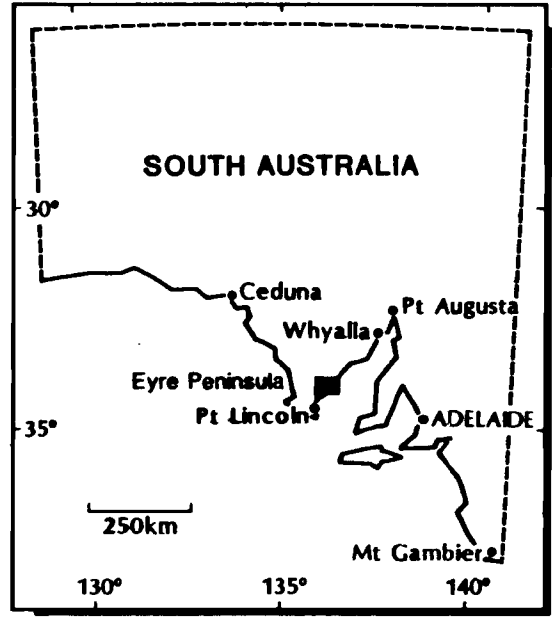 SOUTH AUSTRALIA
30°
Ceduna
Pt Augusta
Whyalla
Eyre Peninsula
Pt Lincoln
ADELAIDE
35°
250km
Mt Gambier
130° 135° 140°